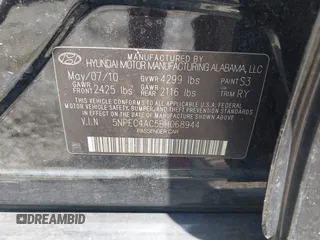 MANUFACTURED BY
HYUNDAI MOTOR MANUFACTURING ALABAMA, LLC
May/07/10 GVWR 4299 lbs PAINT S3
GAWR FRONT 2425 lbs GAWR REAR 2116 lbs TRIM RY
THIS VEHICLE CONFORMS TO ALL APPLICABLE FEDERAL
MOTOR VEHICLE SAFETY, BUMPER, AND THEFT PREVENTION
STANDARDS IN EFFECT ON THE DATE OF MANUFACTURE SHOWN ABOVE.
V.I.N 5NPEC4AC5BH068944
PASSENGER CAR
DREAMBID